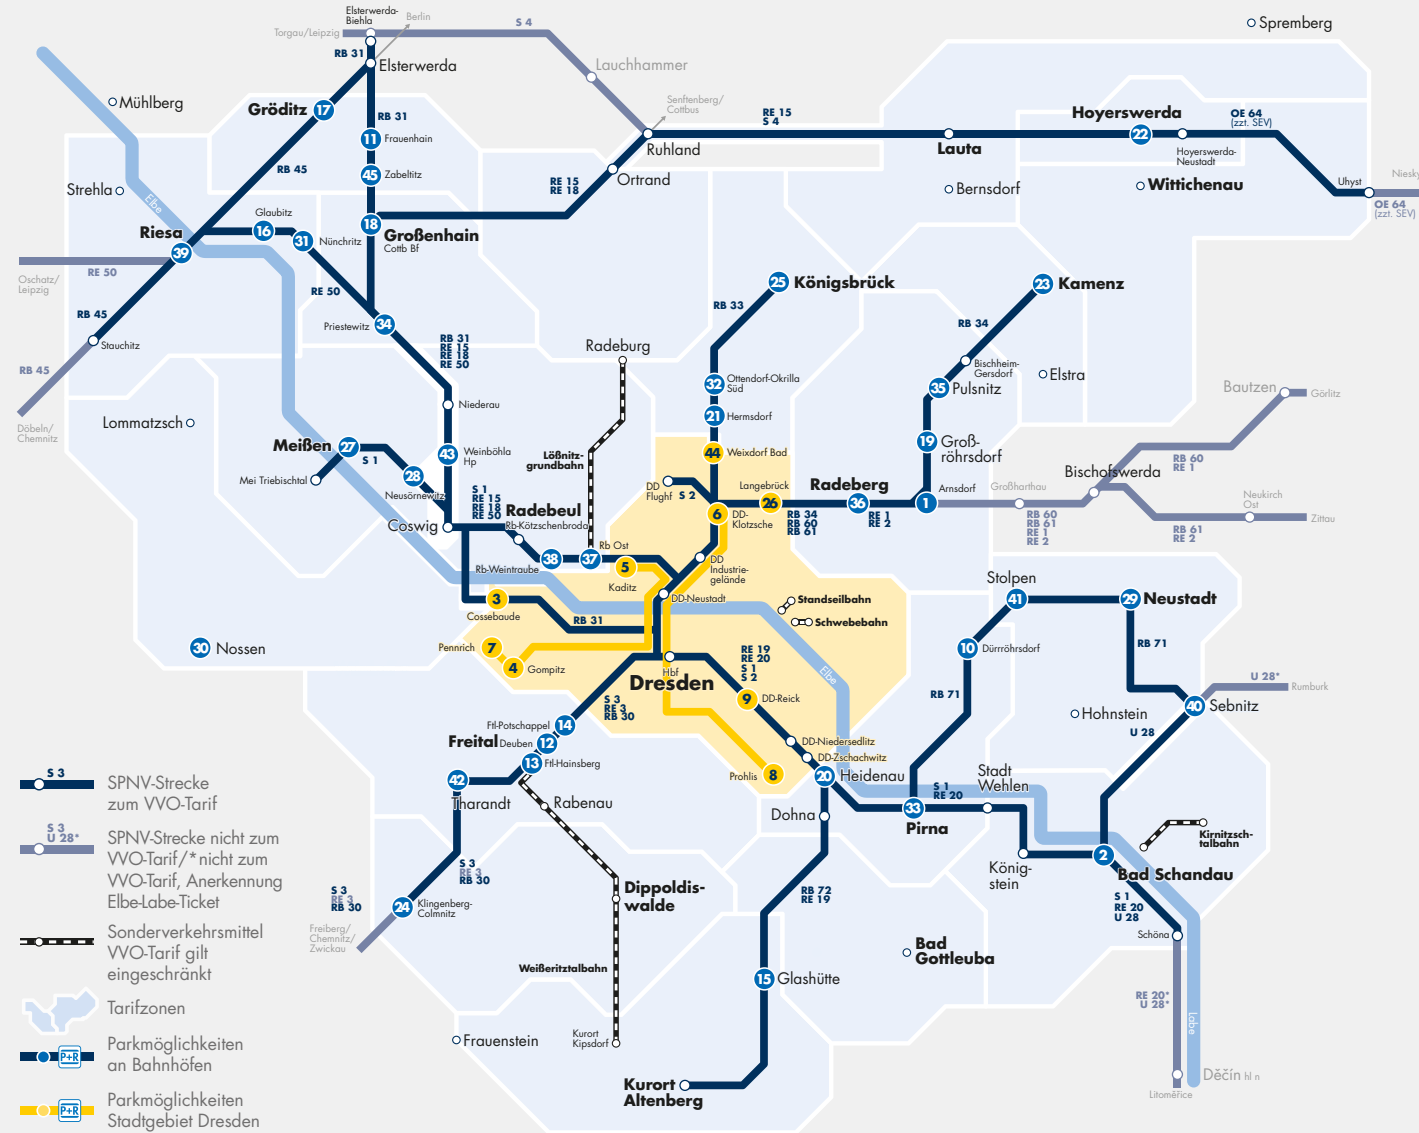 Elsterwerda-
Biehla
Berlin
Torgau/Leipzig
S 4
Spremberg
RB 31
Elsterwerda
Lauchhammer
Mühlberg
Gröditz
17
RB 31
Senftenberg/
Cottbus
RE 15
S 4
Hoyerswerda
22
OE 64
(zzt. SEV)
11
Frauenhain
Ruhland
Lauta
Hoyerswerda-
Neustadt
RB 45
45
Zabeltitz
RE 15
RE 18
Ortrand
Bernsdorf
Wittichenau
Uhyst
Niesky
OE 64
(zzt. SEV)
Strehla
Elbe
Glaubitz
16
31
Nünchritz
18
Großenhain
Cottb Bf
Riesa
39
RE 50
Oschatz/
Leipzig
RE 50
25
Königsbrück
23
Kamenz
RB 33
RB 34
RB 45
Stauchitz
Priestewitz
34
RB 31
RE 15
RE 18
RE 50
Radeburg
Bischheim-
Gersdorf
Elstra
RB 45
Döbeln/
Chemnitz
32
Ottendorf-Okrilla
Süd
35
Pulsnitz
Bautzen
Görlitz
Niederau
21
Hermsdorf
Lommatzsch
Meißen
27
S 1
43
Weinböhla
Hp
Lößnitz-
grundbahn
44
Weixdorf Bad
19
Groß-
röhrsdorf
RB 60
RE 1
Mei Triebischtal
28
Neusörnewitz
S 1
RE 15
RE 18
RE 50
DD
Flughf
S 2
Langebrück
26
Radeberg
36
Arnsdorf
1
Großharthau
Bischofswerda
Neukirch
Ost
Zittau
Radebeul
Rb-Kötzschenbroda
Coswig
6
DD-
Klotzsche
RB 34
RB 60
RB 61
RE 1
RE 2
RB 60
RB 61
RE 1
RE 2
RB 61
RE 2
Rb Ost
38
37
Rb-Weintraube
5
Kaditz
DD
Industrie-
gelände
Stolpen
41
29
Neustadt
3
Cossebaude
DD-Neustadt
Standseilbahn
Schwebebahn
RB 31
30
Nossen
Pennrich
7
4
Gompitz
Hbf
Dresden
RE 19
RE 20
S 1
S 2
Elbe
10
Dürrröhrsdorf
RB 71
9
DD-Reick
RB 71
U 28*
Rumburk
40
Sebnitz
S 3
RE 3
RB 30
Ftl-Potschappel
14
Freital
Deuben
12
DD-Niedersedlitz
DD-Zschachwitz
Hohnstein
U 28
13
Ftl-Hainsberg
Prohlis
8
20
Heidenau
Stadt
Wehlen
S 3
SPNV-Strecke
zum VVO-Tarif
42
Tharandt
Rabenau
Dohna
33
Pirna
S 1
RE 20
Kirnitzsch-
talbahn
S 3
U 28*
SPNV-Strecke nicht zum
VVO-Tarif/*nicht zum
VVO-Tarif, Anerkennung
Elbe-Labe-Ticket
König-
stein
2
Bad Schandau
S 3
RE 3
RB 30
S 3
RE 3
RB 30
24
Klingenberg-
Colmnitz
Freiberg/
Chemnitz/
Zwickau
Dippoldis-
walde
RB 72
RE 19
S 1
RE 20
U 28
Schöna
Sonderverkehrsmittel
VVO-Tarif gilt
eingeschränkt
Weißeritztalbahn
15
Glashütte
Bad
Gottleuba
RE 20*
U 28*
Labe
Tarifzonen
Frauenstein
Kurort
Kipsdorf
P+R
Parkmöglichkeiten
an Bahnhöfen
Kurort
Altenberg
Děčín hl n
Litoměřice
P+R
Parkmöglichkeiten
Stadtgebiet Dresden